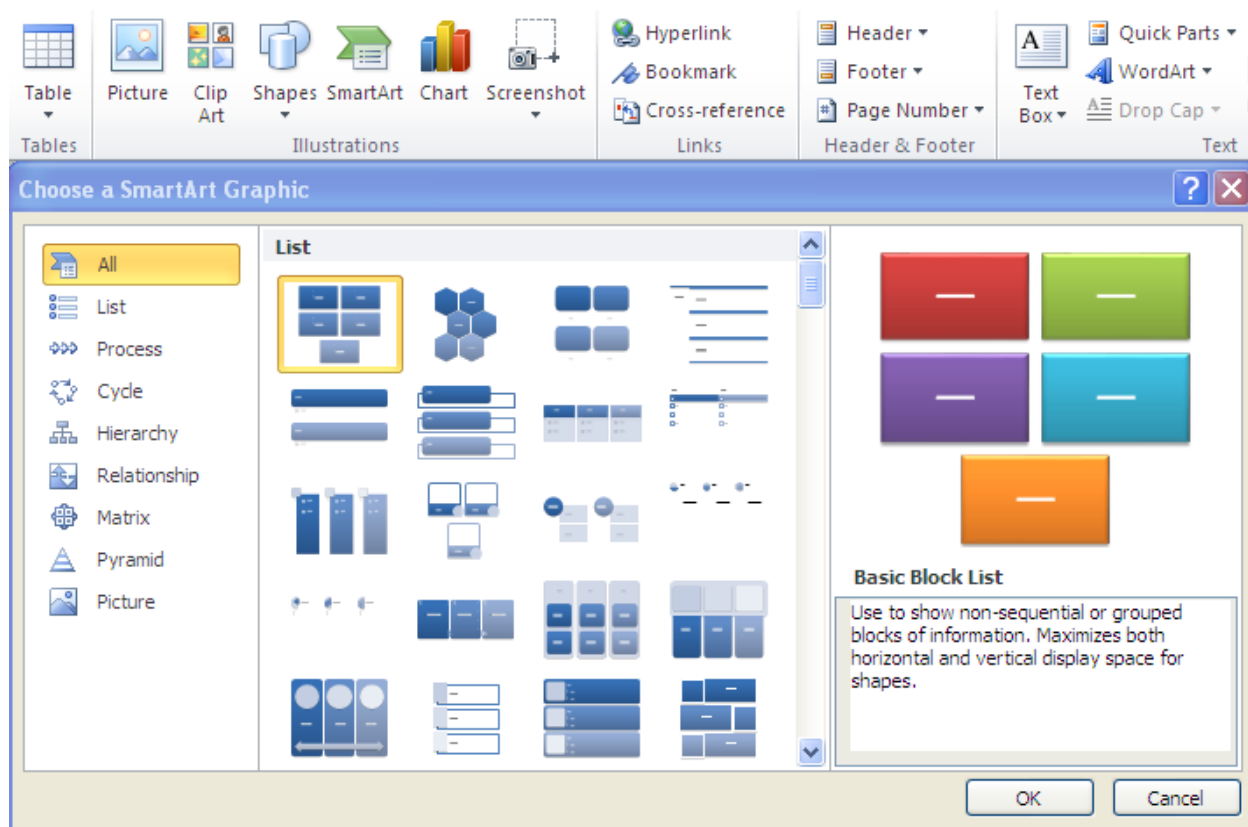 Table
Picture
Clip
Art
Shapes
SmartArt
Chart
Screenshot
Hyperlink
Bookmark
Cross-reference
Header
Footer
Page Number
A
Text
Box
Quick Parts
WordArt
Drop Cap
Tables
Illustrations
Links
Header & Footer
Text
Choose a SmartArt Graphic
All
List
Process
Cycle
Hierarchy
Relationship
Matrix
Pyramid
Picture
List
Basic Block List
Use to show non-sequential or grouped
blocks of information. Maximizes both
horizontal and vertical display space for
shapes.
OK
Cancel